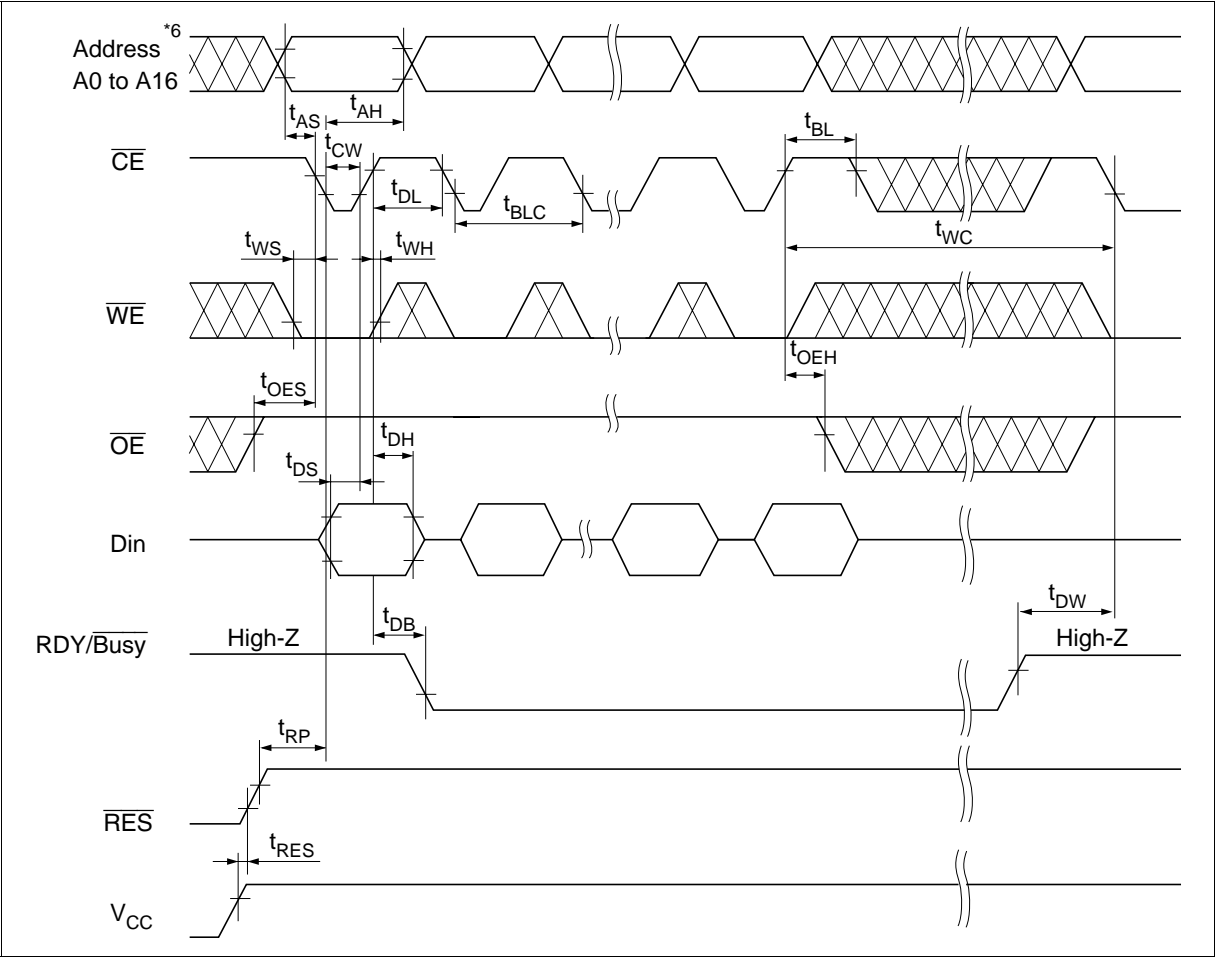 Address *6
A0 to A16
tAS
tAH
CE
tCW
tBL
tDL
tBLC
tWC
tWS
tWH
WE
tOEH
tOES
OE
tDH
tDS
Din
tDW
tDB
RDY/Busy
High-Z
High-Z
tRP
RES
tRES
VCC